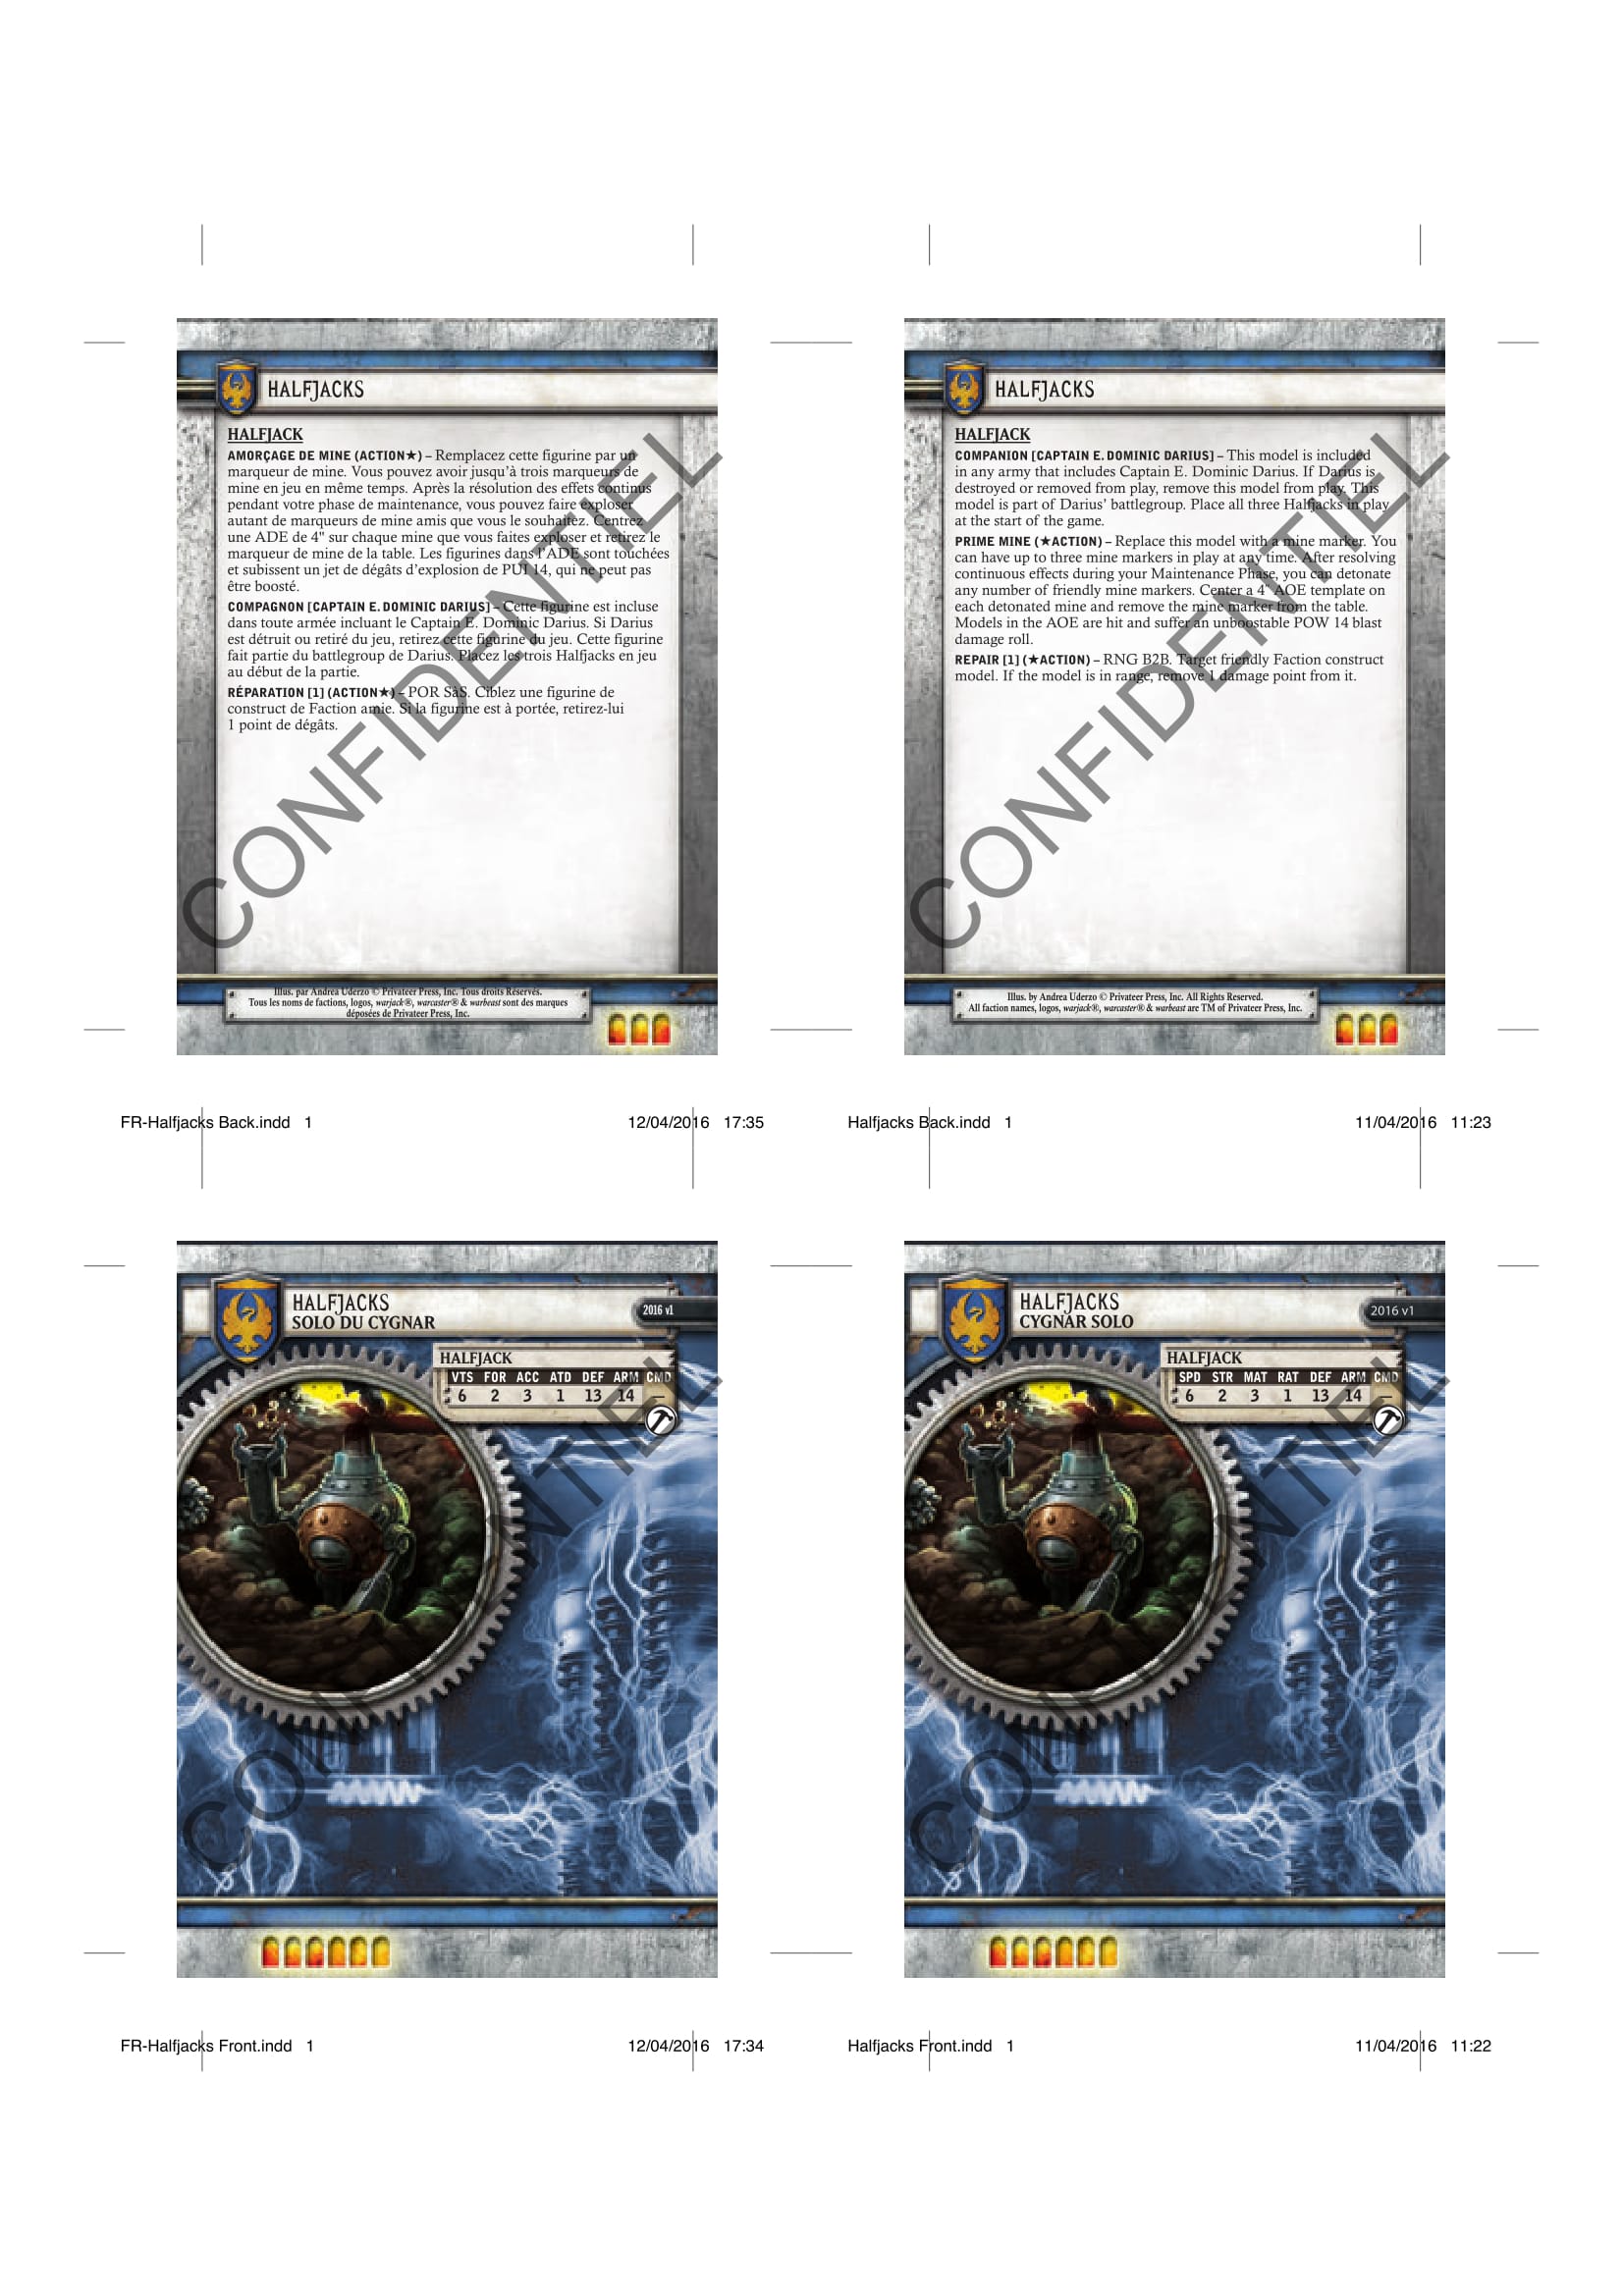 HALFJACKS
HALFJACK
AMORÇAGE DE MINE (ACTION★) – Remplacez cette figurine par un
marqueur de mine. Vous pouvez avoir jusqu'à trois marqueurs de
mine en jeu en même temps. Après la résolution des effets continus
pendant votre phase de maintenance, vous pouvez faire exploser
autant de marqueurs de mine amis que vous le souhaitez. Centrez
une ADE de 4" sur chaque mine que vous faites exploser et retirez le
marqueur de mine de la table. Les figurines dans l'ADE sont touchées
et subissent un jet de dégâts d'explosion de PUI 14, qui ne peut pas
être boosté.
COMPAGNON [CAPTAIN E. DOMINIC DARIUS] – Cette figurine est incluse
dans toute armée incluant le Captain E. Dominic Darius. Si Darius
est détruit ou retiré du jeu, retirez cette figurine du jeu. Cette figurine
fait partie du battlegroup de Darius. Placez les trois Halfjacks en jeu
au début de la partie.
RÉPARATION [1] (ACTION★) – POR SàS. Ciblez une figurine de
construct de Faction amie. Si la figurine est à portée, retirez-lui
1 point de dégâts.
CONFIDENTIEL
Illus. par Andrea Uderzo © Privateer Press, Inc. Tous droits Réservés.
Tous les noms de factions, logos, warjack®, warcaster® & warbeast sont des marques
déposées de Privateer Press, Inc.
FR-Halfjacks Back.indd 1
12/04/2016 17:35
HALFJACKS
HALFJACK
COMPANION [CAPTAIN E. DOMINIC DARIUS] – This model is included
in any army that includes Captain E. Dominic Darius. If Darius is
destroyed or removed from play, remove this model from play. This
model is part of Darius' battlegroup. Place all three Halfjacks in play
at the start of the game.
PRIME MINE (★ACTION) – Replace this model with a mine marker. You
can have up to three mine markers in play at any time. After resolving
continuous effects during your Maintenance Phase, you can detonate
any number of friendly mine markers. Center a 4" AOE template on
each detonated mine and remove the mine marker from the table.
Models in the AOE are hit and suffer an unboostable POW 14 blast
damage roll.
REPAIR [1] (★ACTION) – RNG B2B. Target friendly Faction construct
model. If the model is in range, remove 1 damage point from it.
CONFIDENTIEL
Illus. by Andrea Uderzo © Privateer Press, Inc. All Rights Reserved.
All faction names, logos, warjack®, warcaster® & warbeast are TM of Privateer Press, Inc.
Halfjacks Back.indd 1
11/04/2016 11:23
HALFJACKS
SOLO DU CYGNAR
2016 v1
HALFJACK
VTS FOR ACC ATD DEF ARM CMD
6 2 3 1 13 14 —
CONFIDENTIEL
FR-Halfjacks Front.indd 1
12/04/2016 17:34
HALFJACKS
CYGNAR SOLO
2016 v1
HALFJACK
SPD STR MAT RAT DEF ARM CMD
6 2 3 1 13 14 —
CONFIDENTIEL
Halfjacks Front.indd 1
11/04/2016 11:22